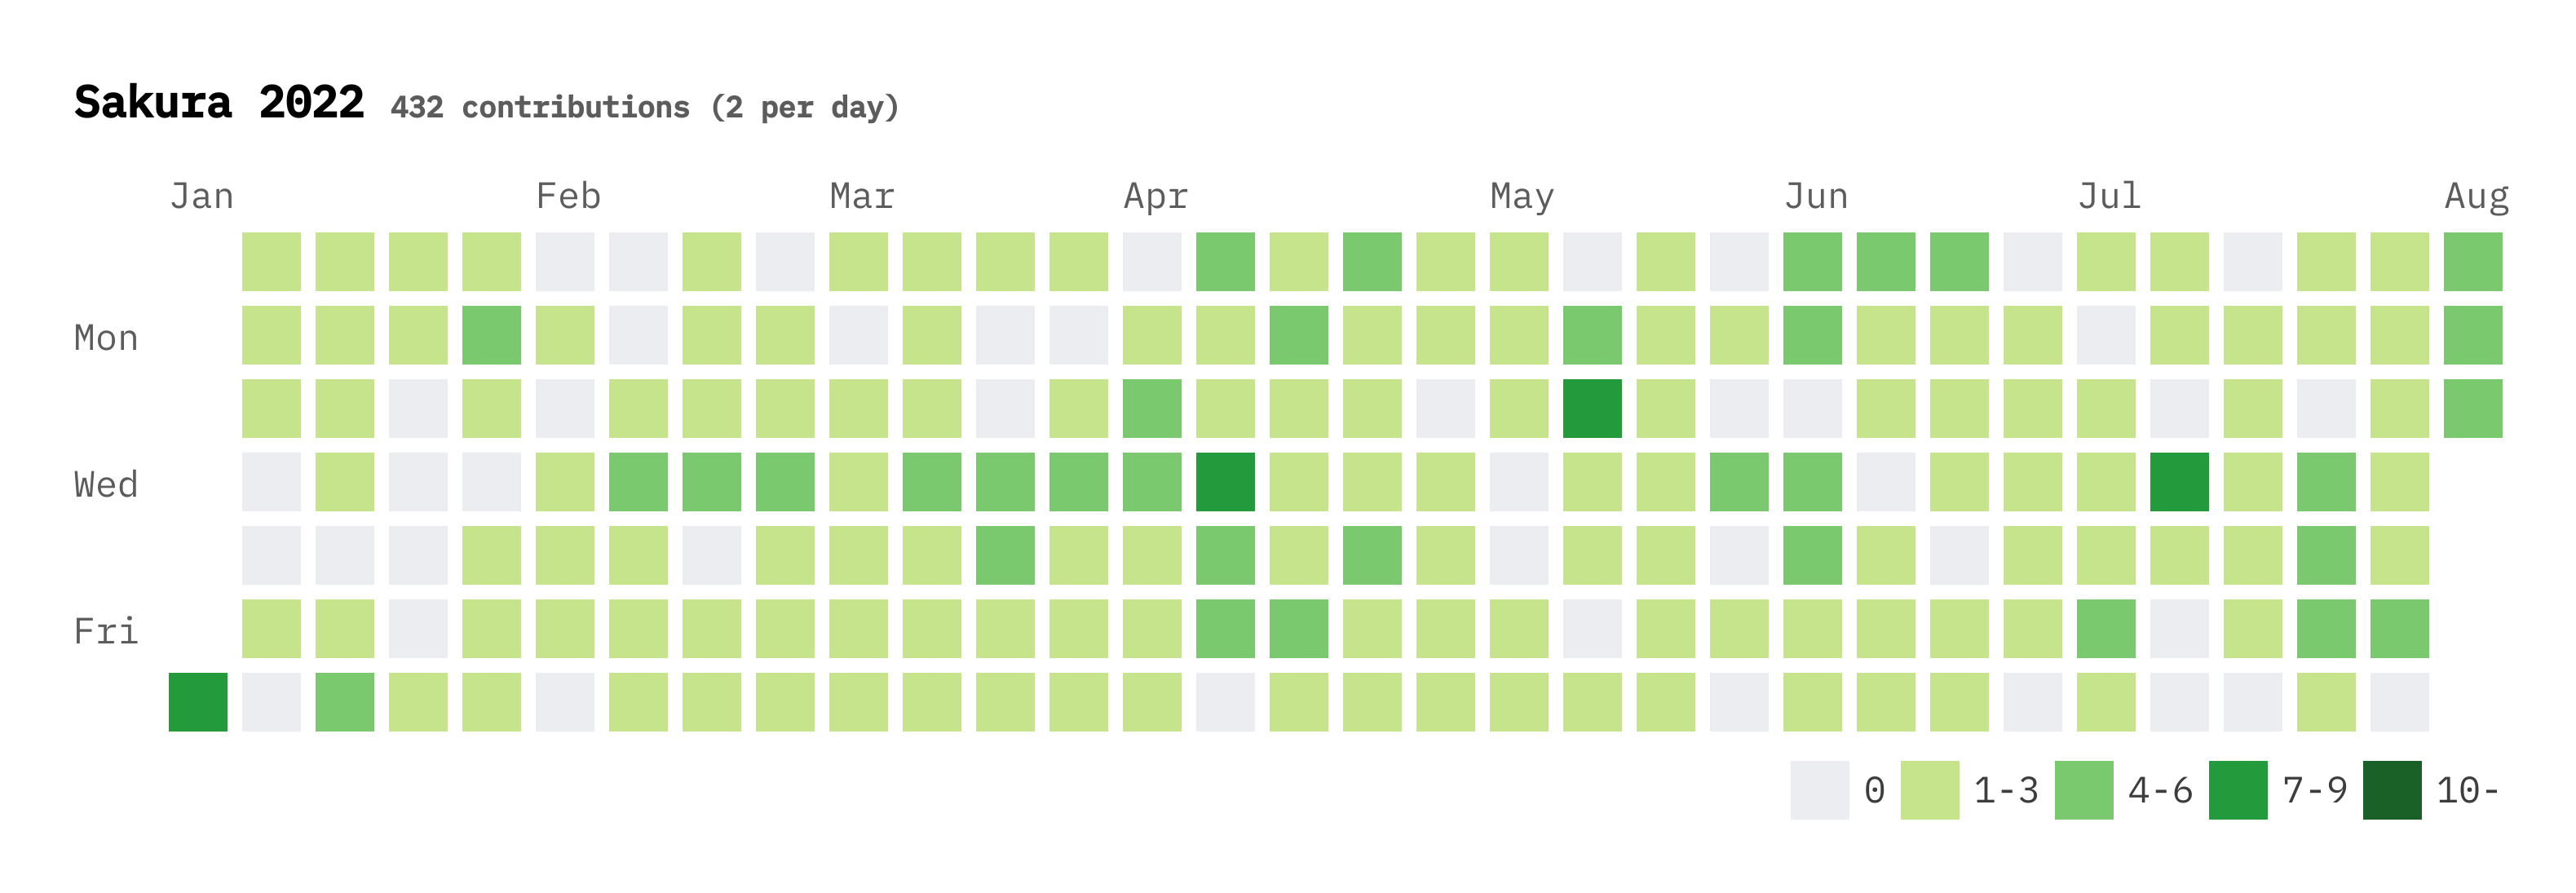 Sakura 2022 432 contributions (2 per day)
Jan Feb Mar Apr May Jun Jul Aug
Mon
Wed
Fri
0 1-3 4-6 7-9 10-